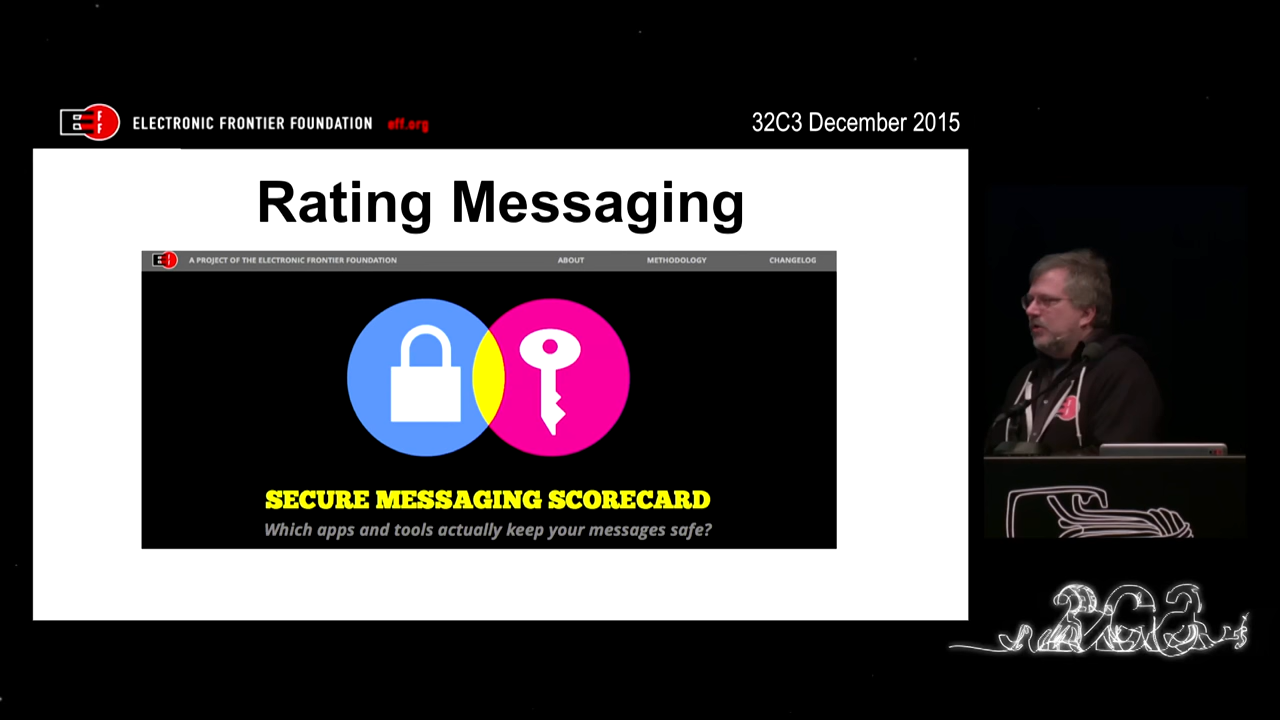 ELECTRONIC FRONTIER FOUNDATION eff.org
32C3 December 2015
Rating Messaging
A PROJECT OF THE ELECTRONIC FRONTIER FOUNDATION ABOUT METHODOLOGY CHANGELOG
SECURE MESSAGING SCORECARD
Which apps and tools actually keep your messages safe?
32C3